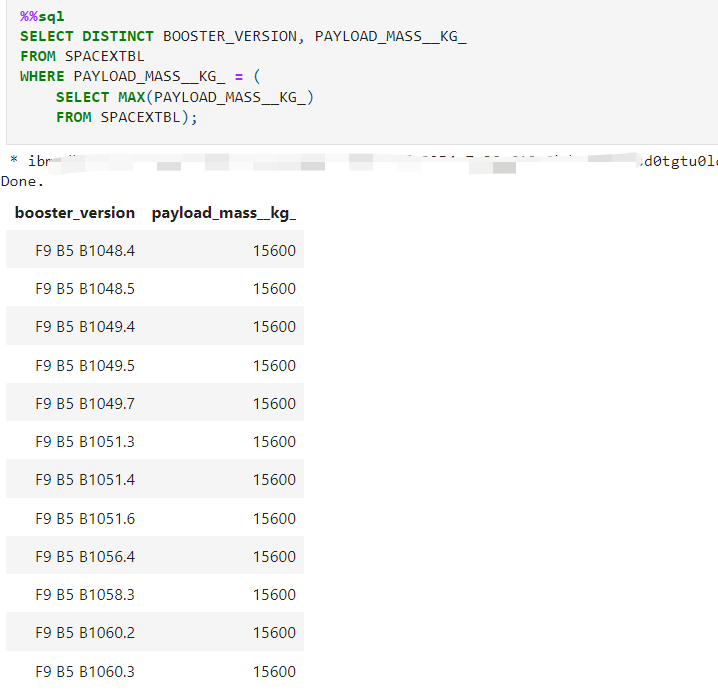 %%sql
SELECT DISTINCT BOOSTER_VERSION, PAYLOAD_MASS__KG_
FROM SPACEXTBL
WHERE PAYLOAD_MASS__KG_ = (
SELECT MAX(PAYLOAD_MASS__KG_)
FROM SPACEXTBL);
*
Done.
booster_version payload_mass__kg_
F9 B5 B1048.4 15600
F9 B5 B1048.5 15600
F9 B5 B1049.4 15600
F9 B5 B1049.5 15600
F9 B5 B1049.7 15600
F9 B5 B1051.3 15600
F9 B5 B1051.4 15600
F9 B5 B1051.6 15600
F9 B5 B1056.4 15600
F9 B5 B1058.3 15600
F9 B5 B1060.2 15600
F9 B5 B1060.3 15600